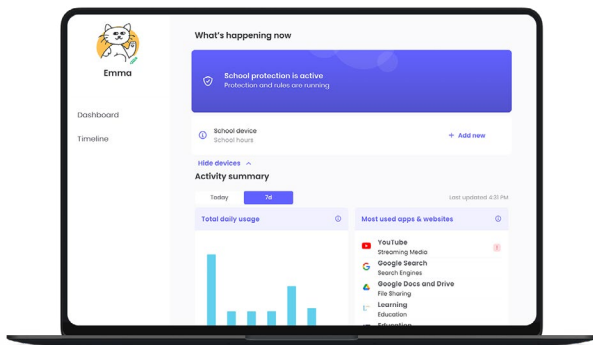 What's happening now
Emma
School protection is active
Protection and rules are running
Dashboard
Timeline
School device
School hours
+ Add new
Hide devices
Activity summary
Today
7d
Last updated 4:31 PM
Total daily usage
Most used apps & websites
YouTube
Streaming Media
Google Search
Search Engines
Google Docs and Drive
File Sharing
Learning
Education
Education